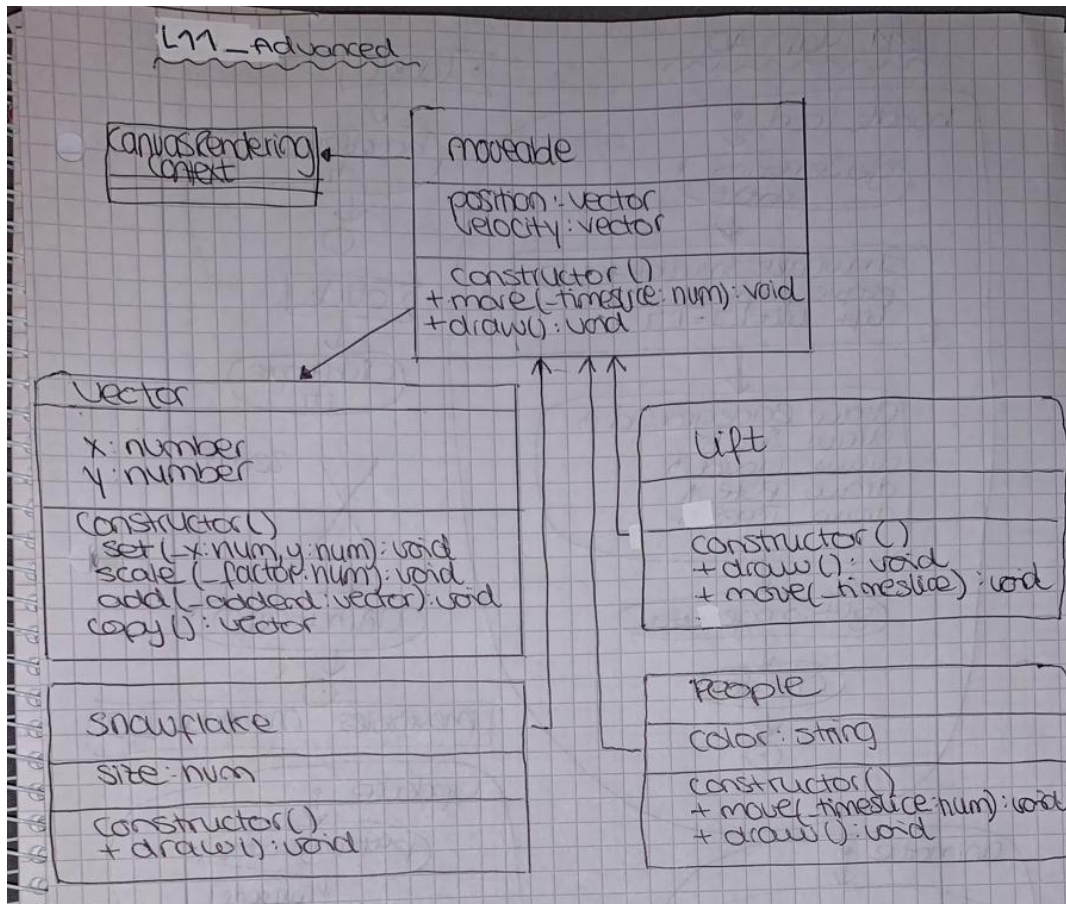 L11_Advanced
CanvasRendering
Context
moveable
position: vector
velocity: vector
constructor()
+ move(_timeslice: num): void
+ draw(): void
Vector
x: number
y: number
constructor()
set(_x: num, y: num): void
scale (_factor: num): void
add(_addend: vector): void
copy(): vector
Lift
constructor()
+ draw(): void
+ move(_timeslice): void
snowflake
size: num
constructor()
+ draw(): void
People
color: string
constructor()
+ move(_timeslice: num): void
+ draw(): void